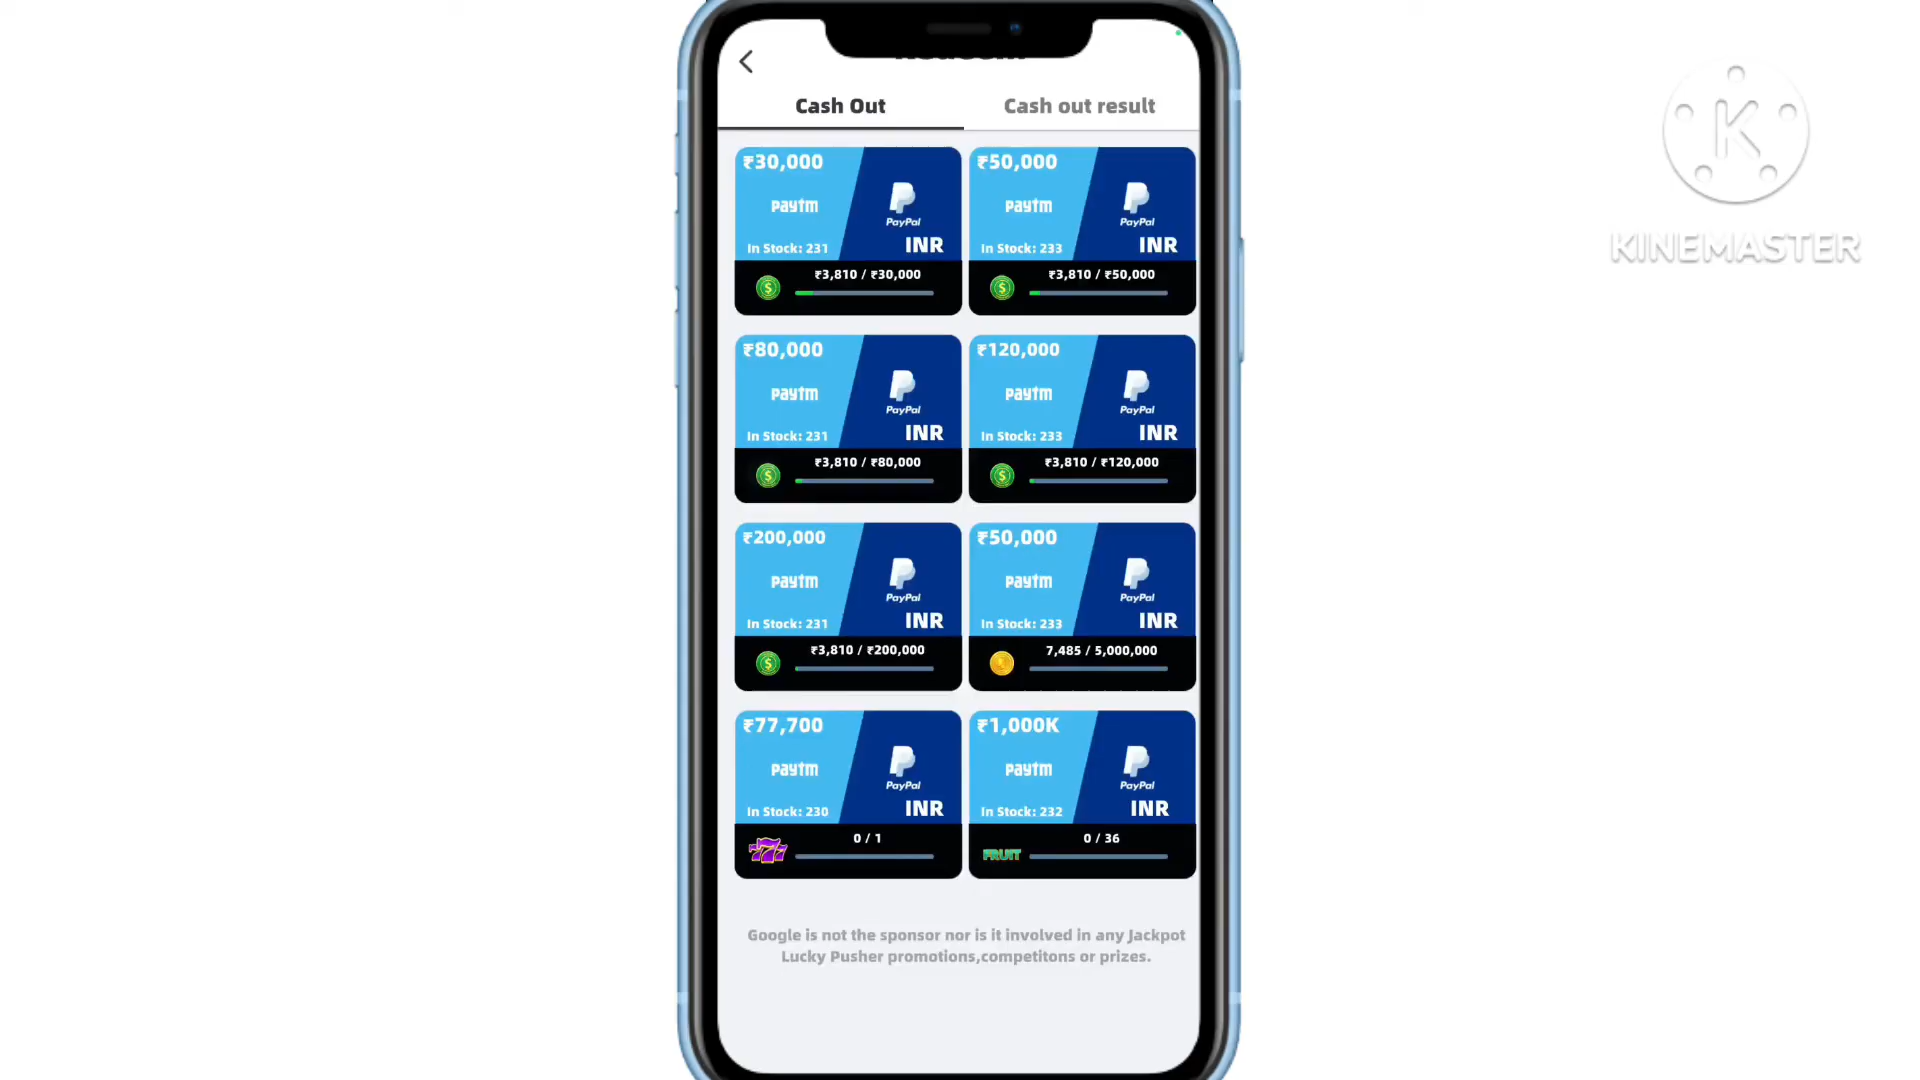 Cash Out
Cash out result
₹30,000
paytm
PayPal
In Stock: 231
INR
₹3,810 / ₹30,000
₹50,000
paytm
PayPal
In Stock: 233
INR
₹3,810 / ₹50,000
₹80,000
paytm
PayPal
In Stock: 231
INR
₹3,810 / ₹80,000
₹120,000
paytm
PayPal
In Stock: 233
INR
₹3,810 / ₹120,000
₹200,000
paytm
PayPal
In Stock: 231
INR
₹3,810 / ₹200,000
₹50,000
paytm
PayPal
In Stock: 233
INR
7,485 / 5,000,000
₹77,700
paytm
PayPal
In Stock: 230
INR
777
0 / 1
₹1,000K
paytm
PayPal
In Stock: 232
INR
FRUIT
0 / 36
Google is not the sponsor nor is it involved in any Jackpot
Lucky Pusher promotions,competitons or prizes.
K
KINEMASTER